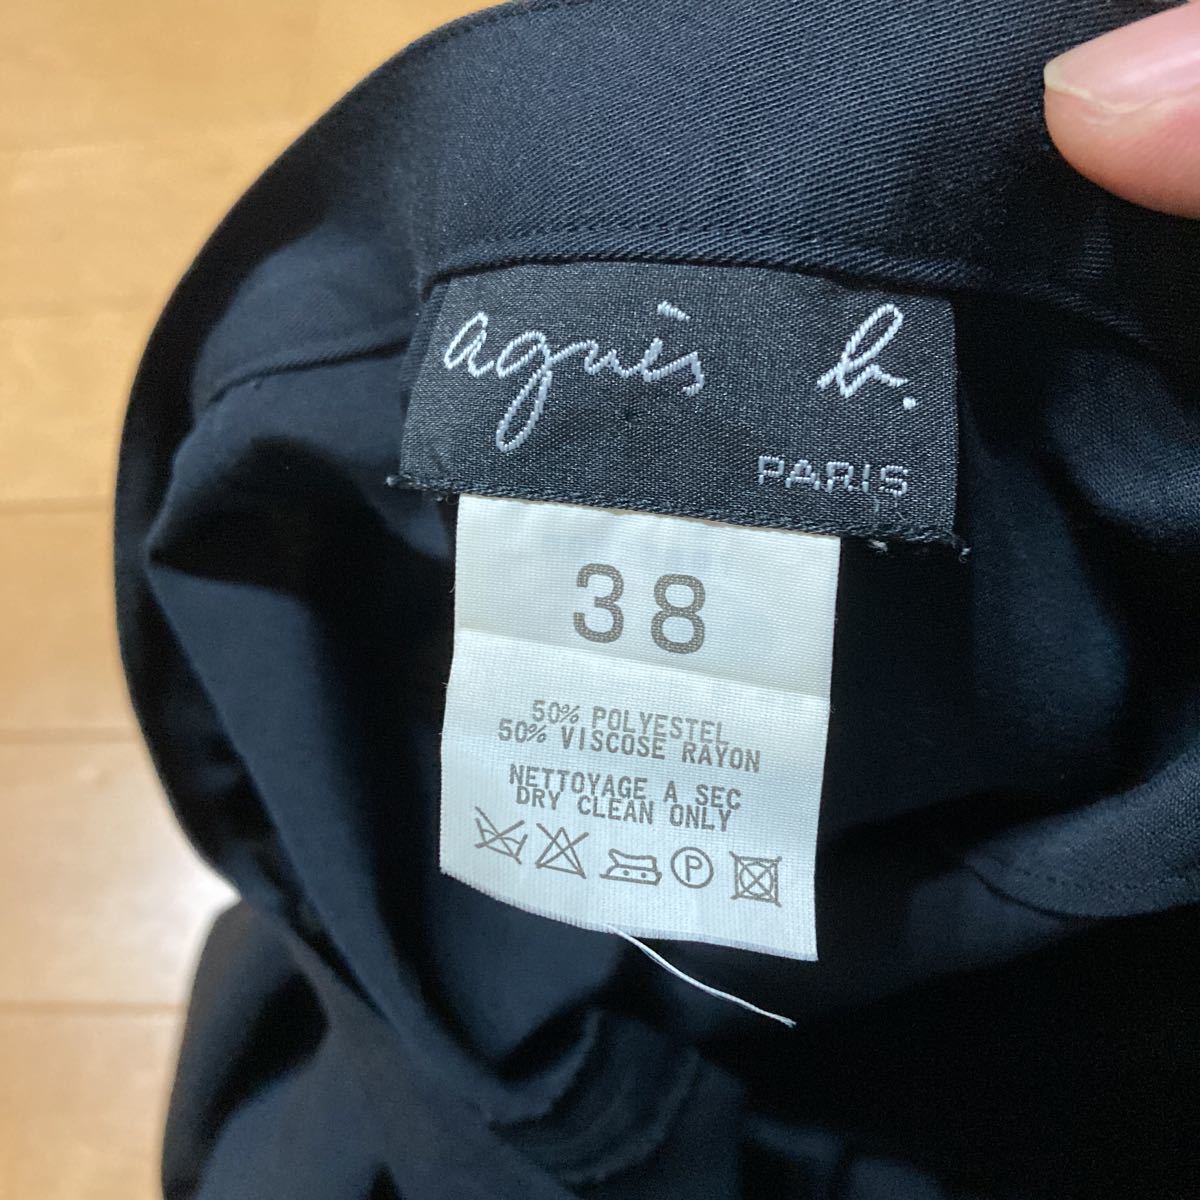 agnès b.
PARIS
38
50% POLYESTEL
50% VISCOSE RAYON
NETTOYAGE A SEC
DRY CLEAN ONLY
P